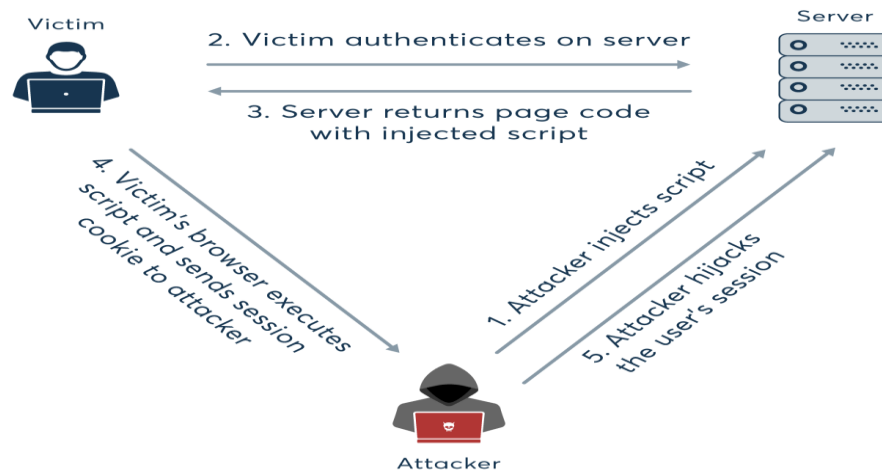 Victim
Server
2. Victim authenticates on server
3. Server returns page code
with injected script
4. Victim's browser executes
script and sends session
cookie to attacker
1. Attacker injects script
5. Attacker hijacks
the user's session
Attacker